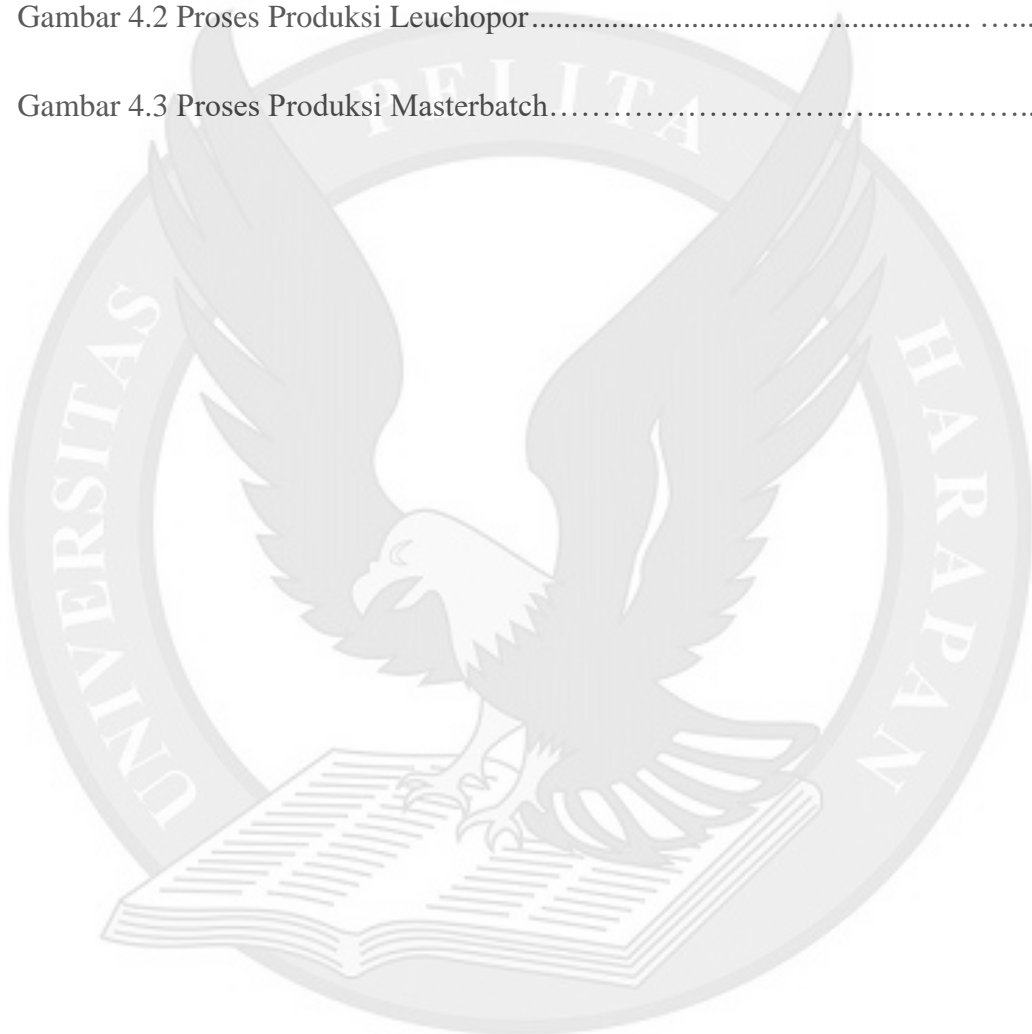 Gambar 4.2 Proses Produksi Leuchopor....................................................... ......
Gambar 4.3 Proses Produksi Masterbatch…………………………..…………...
UNIVERSITAS PELITA HARAPAN